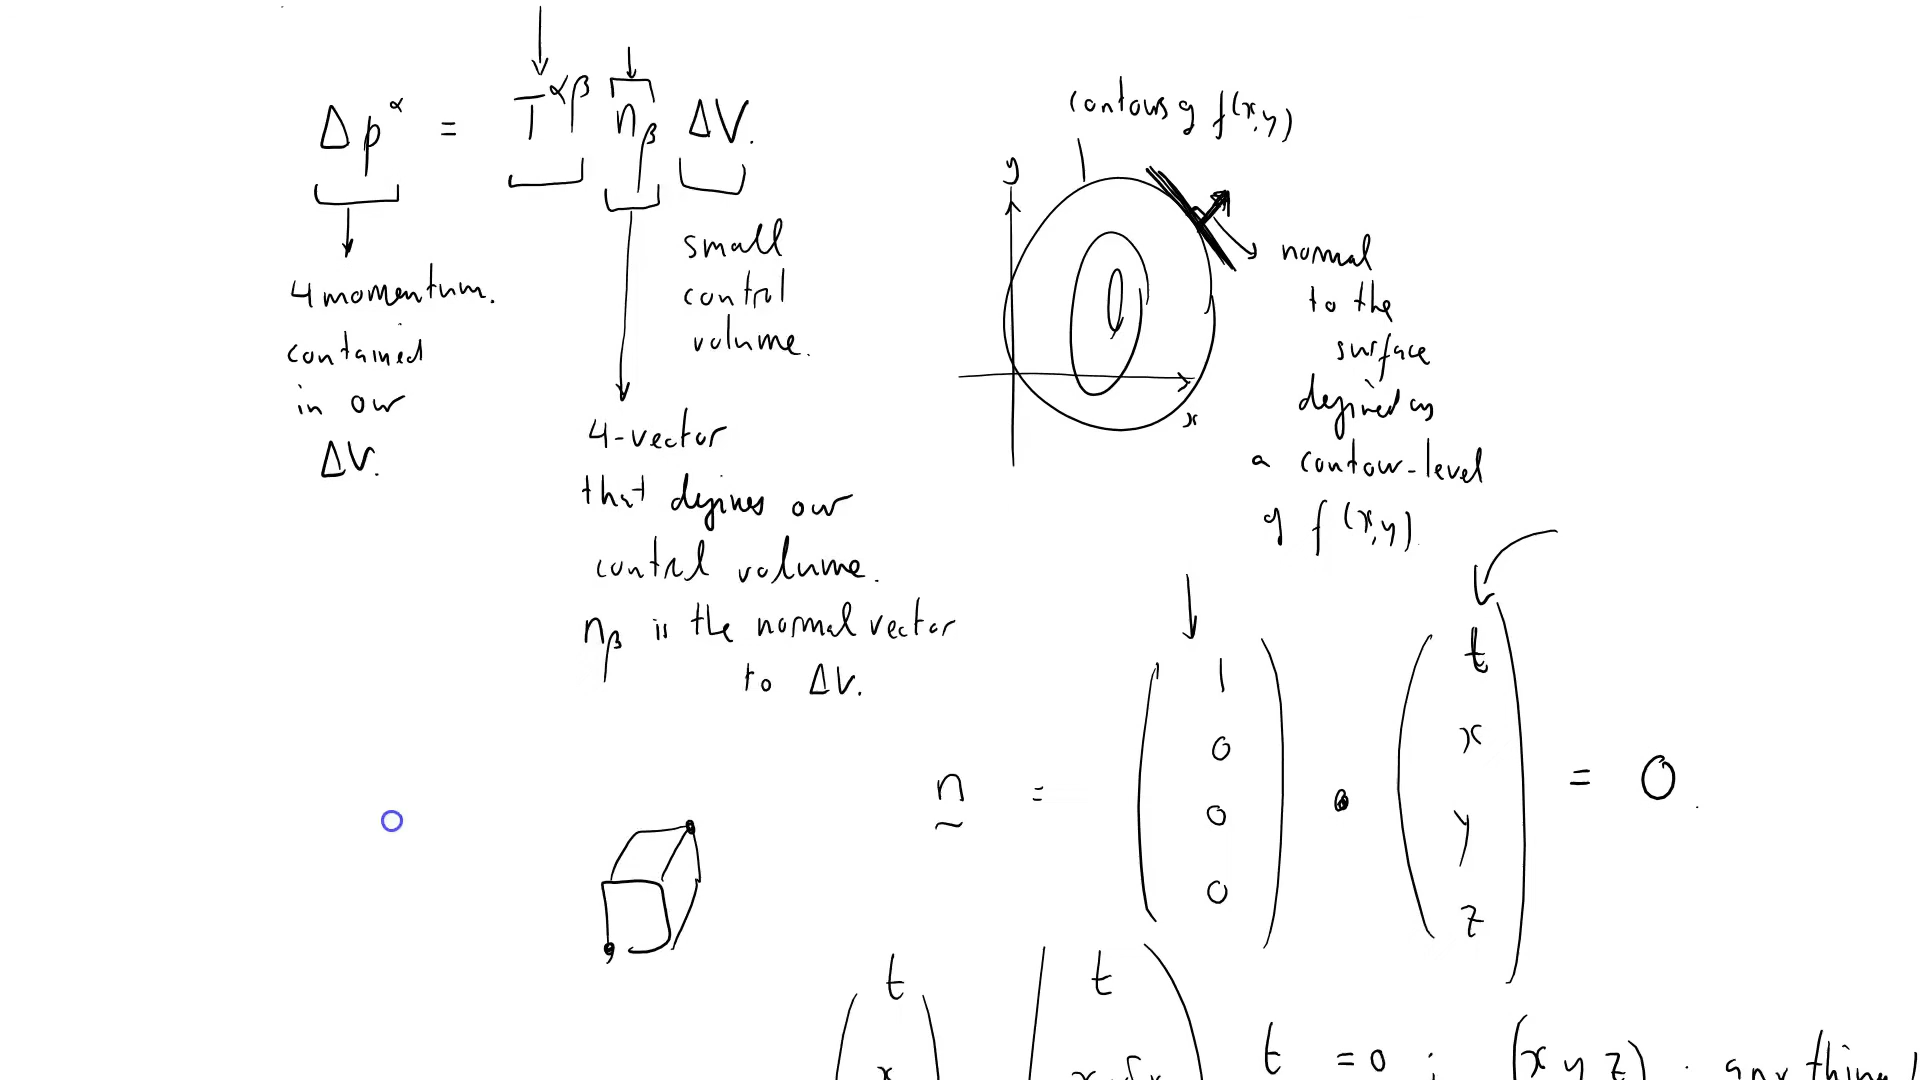 Δp^α = T^αβ n_β ΔV.
4 momentum.
contained
in our
ΔV.
small
control
volume.
4-vector
that defines our
control volume.
n_β is the normal vector
to ΔV.
contours of f(x,y)
y
x
normal
to the
surface
defined as
a contour-level
of f(x,y).
n = ( 1 0 0 0 ) • ( t x y z ) = 0.
t
x
t
t = 0 ; (x y z) : anything